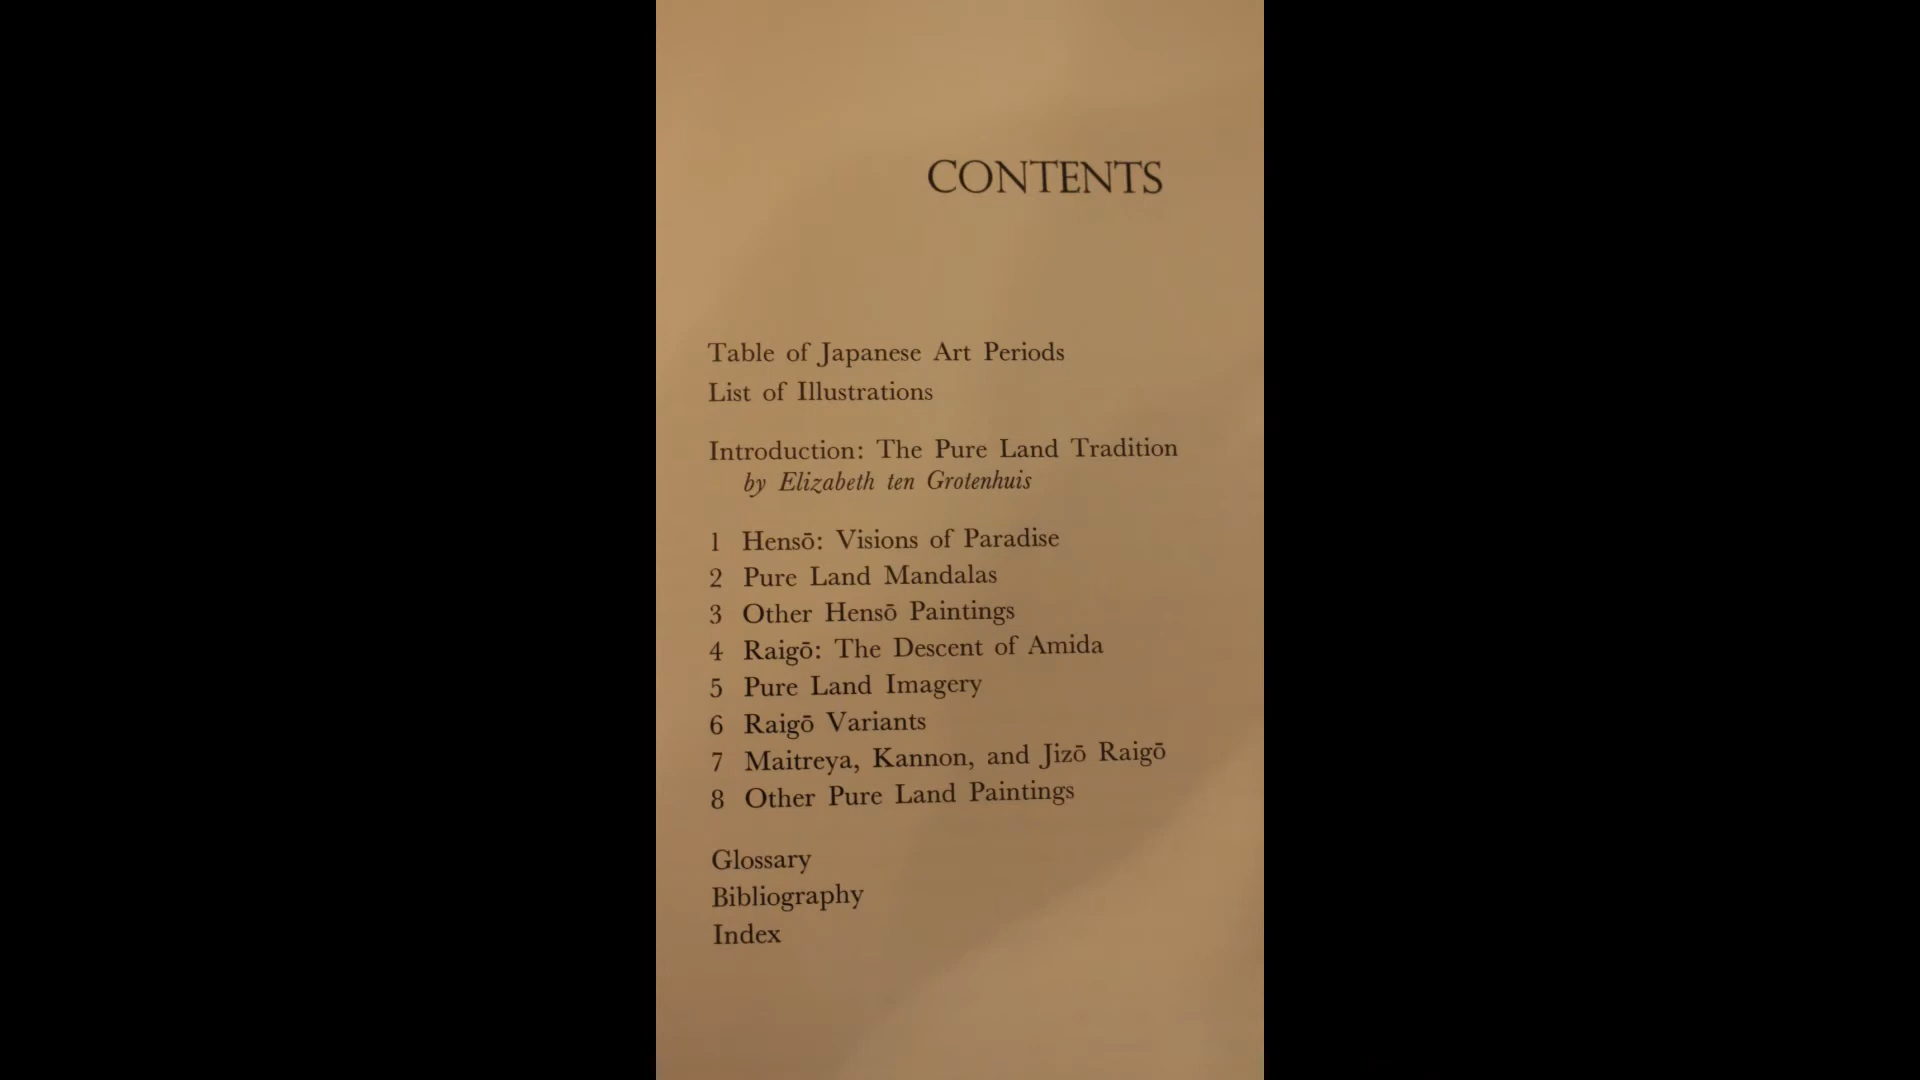 CONTENTS
Table of Japanese Art Periods
List of Illustrations
Introduction: The Pure Land Tradition
by Elizabeth ten Grotenhuis
1 Hensō: Visions of Paradise
2 Pure Land Mandalas
3 Other Hensō Paintings
4 Raigō: The Descent of Amida
5 Pure Land Imagery
6 Raigō Variants
7 Maitreya, Kannon, and Jizō Raigō
8 Other Pure Land Paintings
Glossary
Bibliography
Index